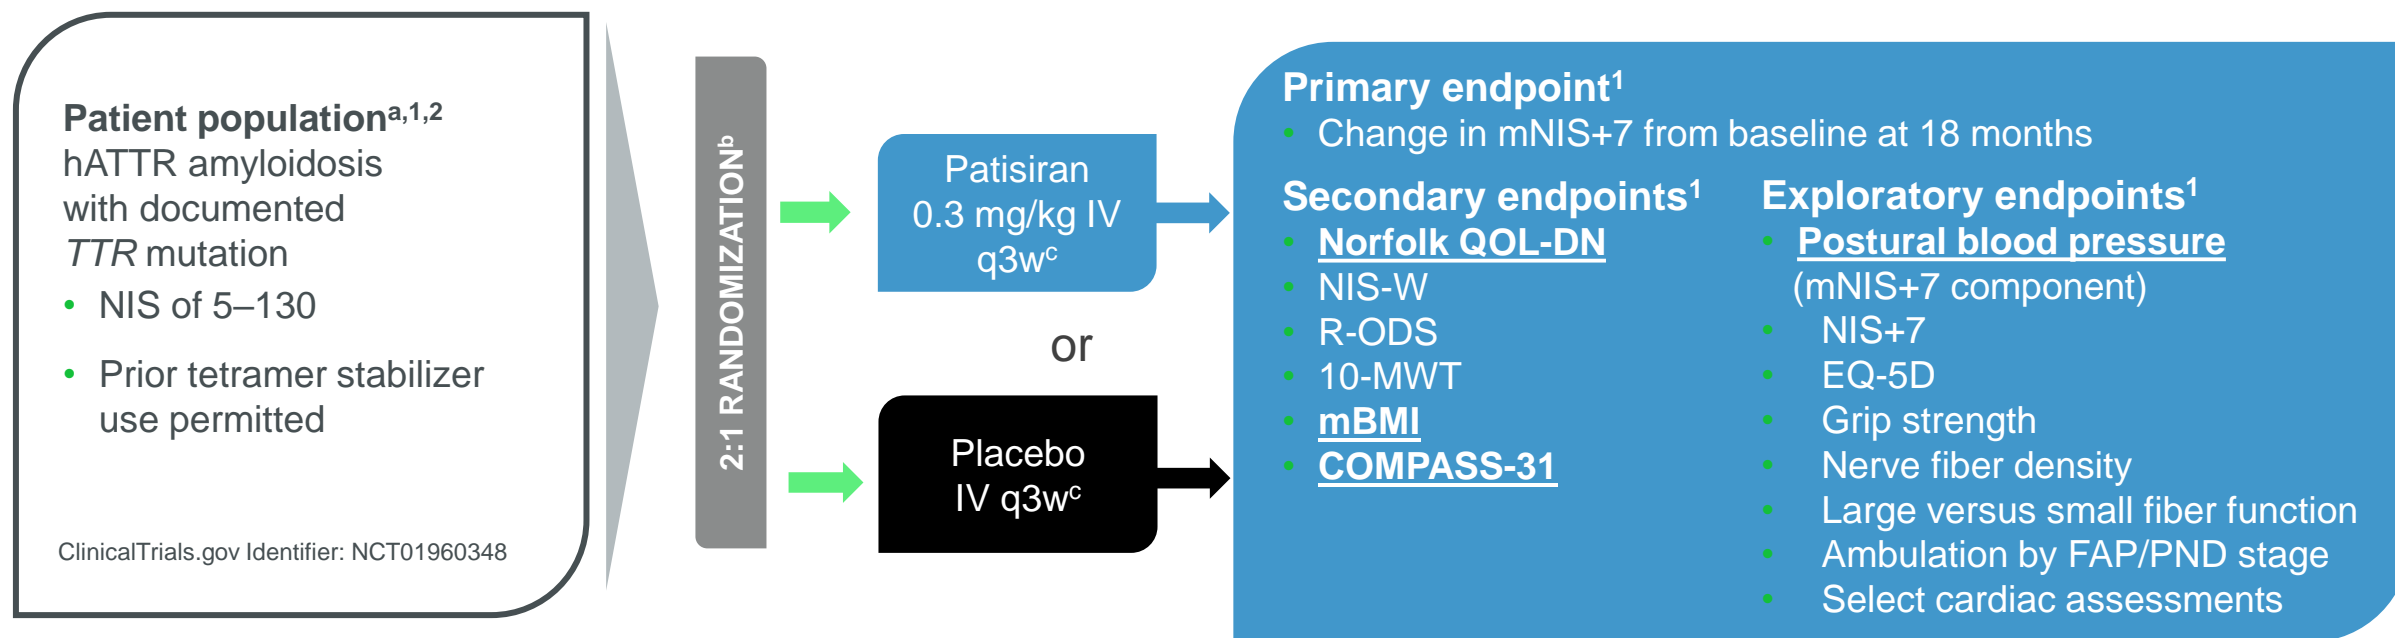 Patient populationᵃ,¹,²
hATTR amyloidosis
with documented
TTR mutation
• NIS of 5–130
• Prior tetramer stabilizer
use permitted
ClinicalTrials.gov Identifier: NCT01960348
2:1 RANDOMIZATIONᵇ
Patisiran
0.3 mg/kg IV
q3wᶜ
or
Placebo
IV q3wᶜ
Primary endpoint¹
• Change in mNIS+7 from baseline at 18 months
Secondary endpoints¹
• Norfolk QOL-DN
• NIS-W
• R-ODS
• 10-MWT
• mBMI
• COMPASS-31
Exploratory endpoints¹
• Postural blood pressure
(mNIS+7 component)
• NIS+7
• EQ-5D
• Grip strength
• Nerve fiber density
• Large versus small fiber function
• Ambulation by FAP/PND stage
• Select cardiac assessments